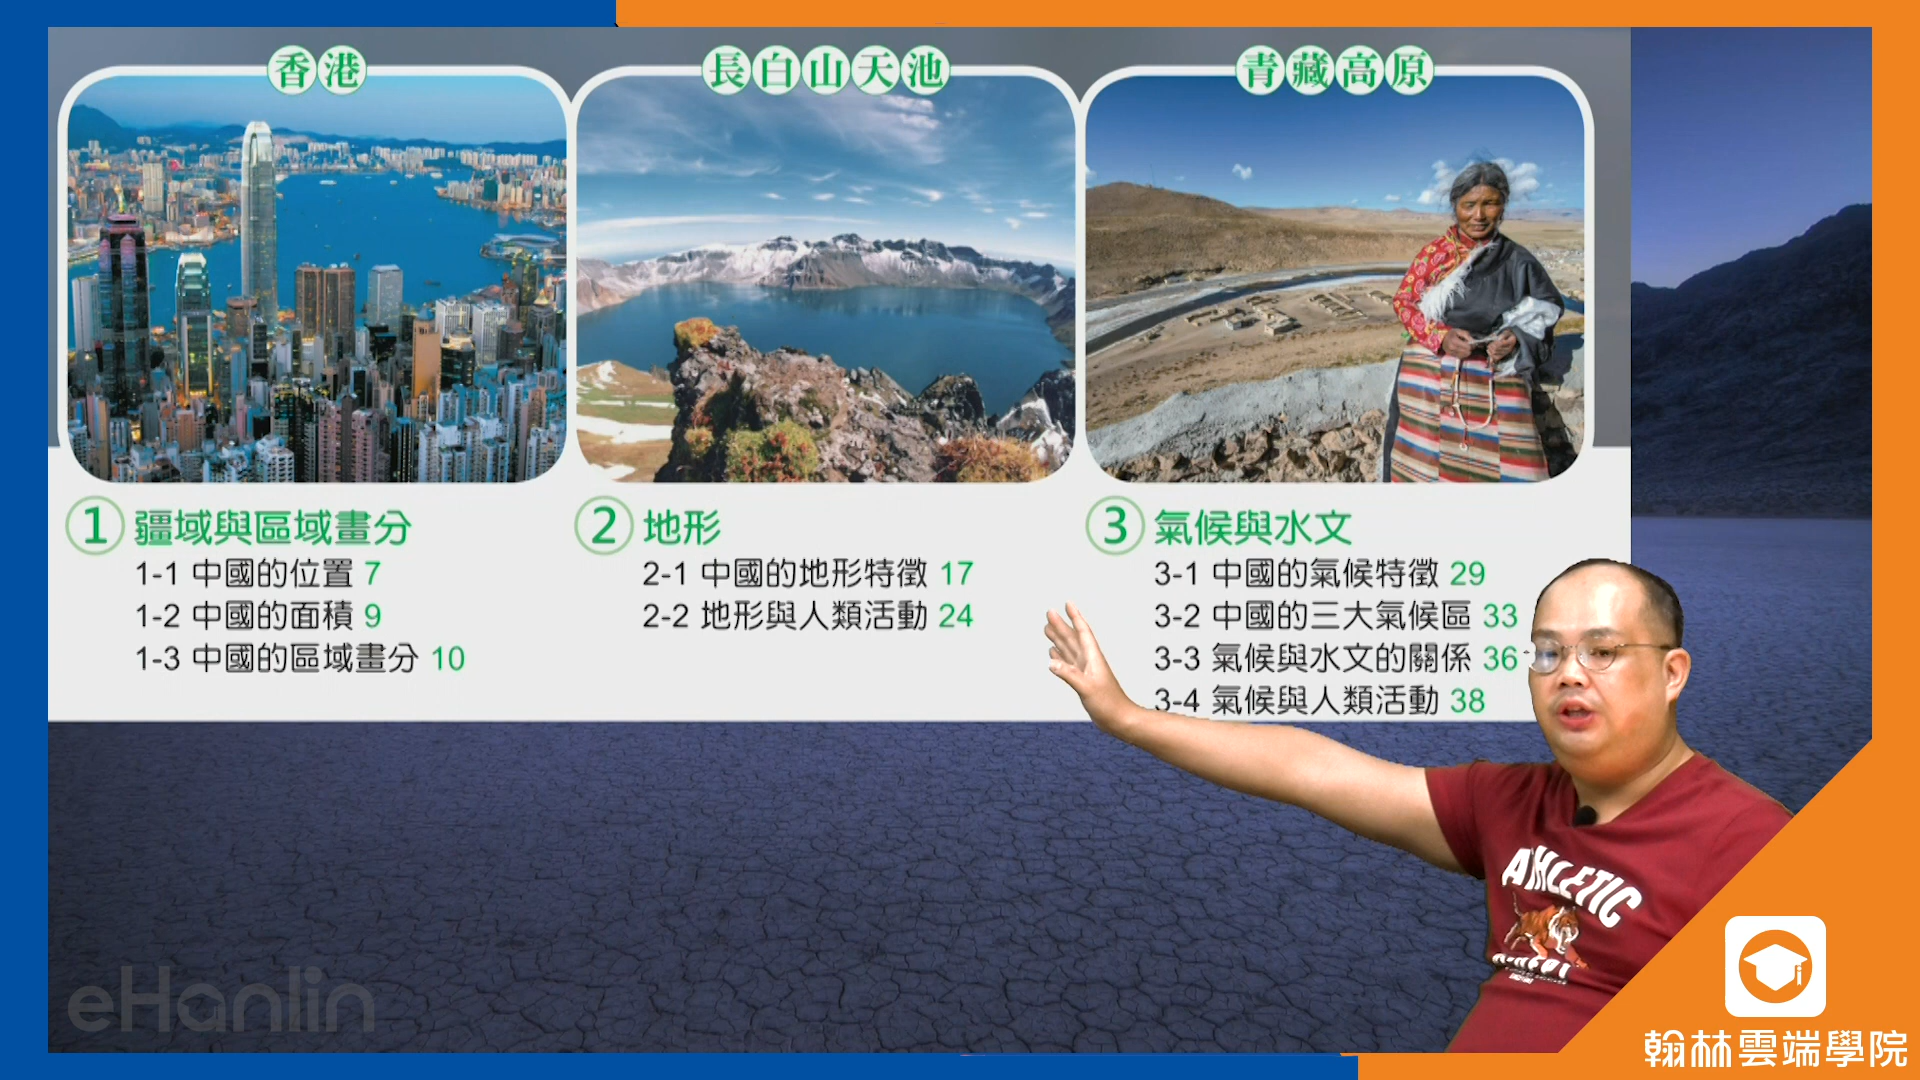 香港
長白山天池
青藏高原
1 疆域與區域畫分
1-1 中國的位置 7
1-2 中國的面積 9
1-3 中國的區域畫分 10
2 地形
2-1 中國的地形特徵 17
2-2 地形與人類活動 24
3 氣候與水文
3-1 中國的氣候特徵 29
3-2 中國的三大氣候區 33
3-3 氣候與水文的關係 36
3-4 氣候與人類活動 38
ATHLETIC
eHanlin
翰林雲端學院